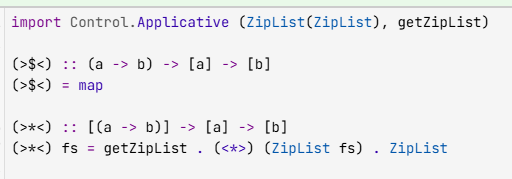 import Control.Applicative (ZipList(ZipList), getZipList)
(>$<) :: (a -> b) -> [a] -> [b]
(>$<) = map
(>*<) :: [(a -> b)] -> [a] -> [b]
(>*<) fs = getZipList . (<*>) (ZipList fs) . ZipList